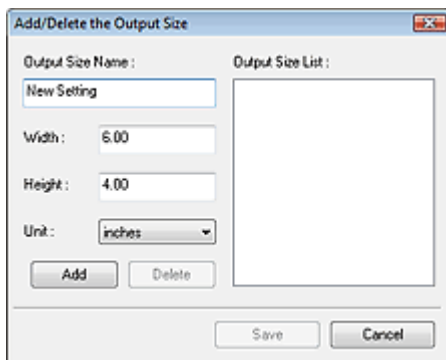 Add/Delete the Output Size
Output Size Name :
Output Size List :
New Setting
Width :
6.00
Height :
4.00
Unit :
inches
Add
Delete
Save
Cancel